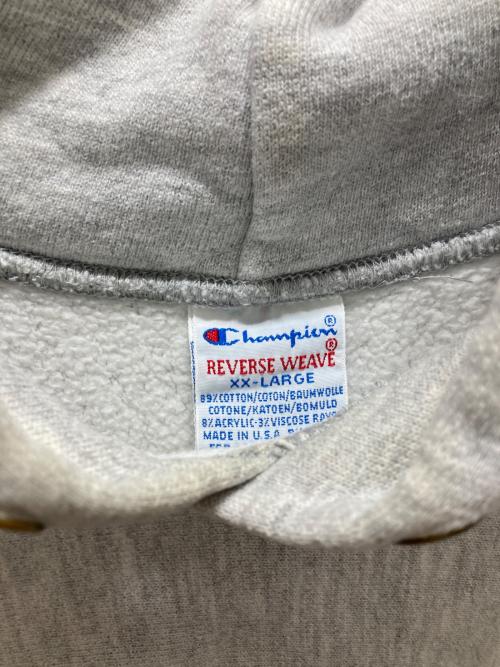 Champion®
REVERSE WEAVE®
XX-LARGE
89%COTTON/COTON/BAUMWOLLE
COTONE/KATOEN/BOMULD
8%ACRYLIC-3%VISCOSE
MADE IN U.S.A.